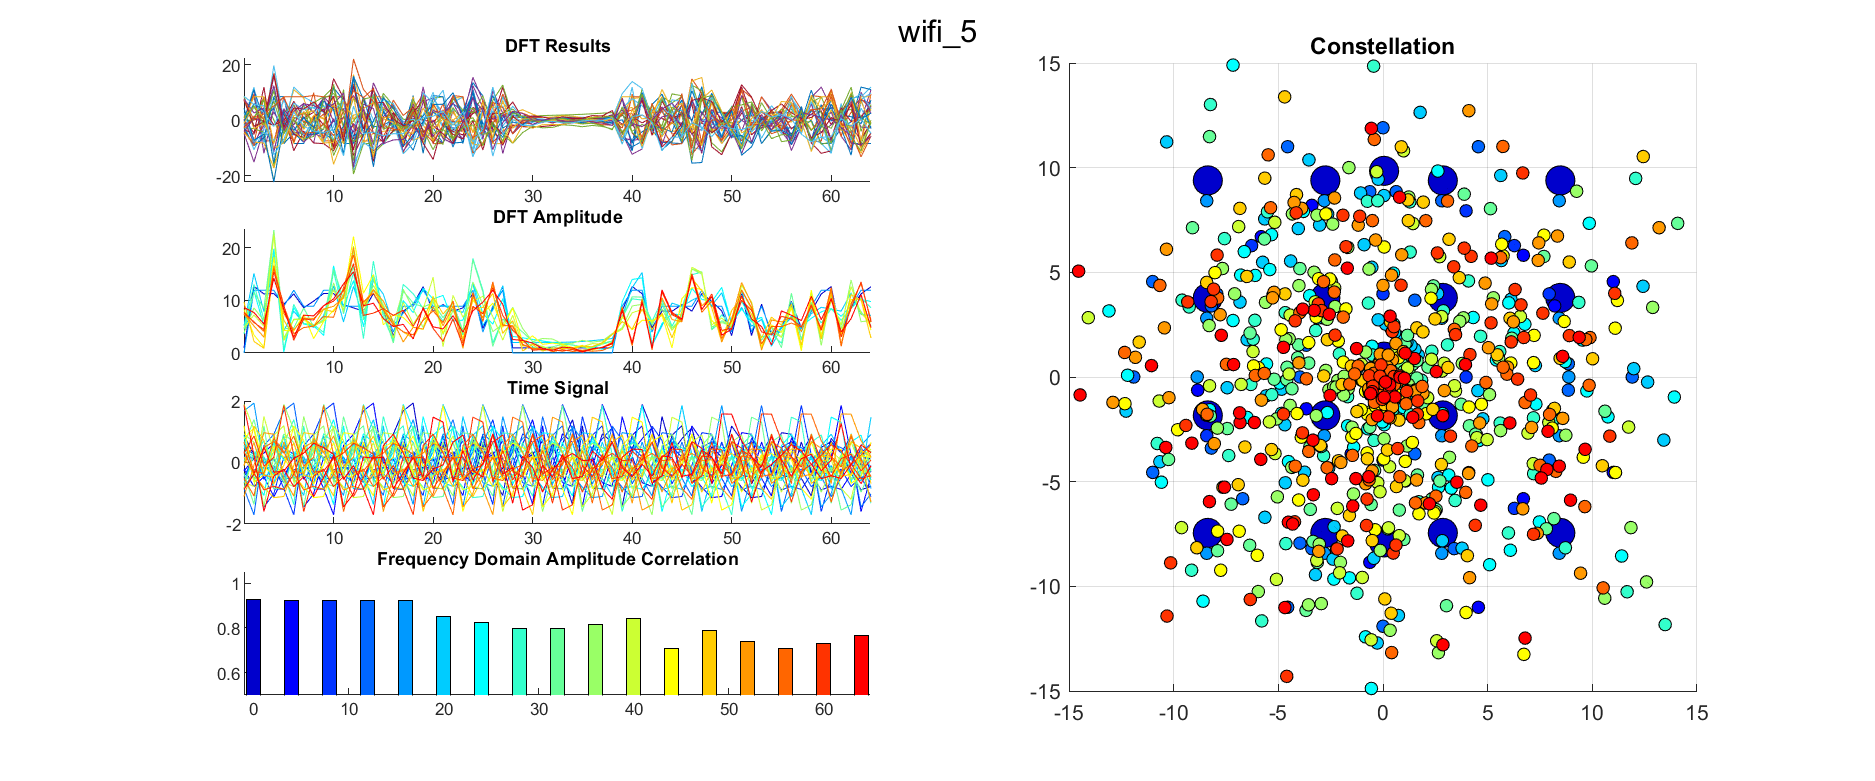 wifi_5
DFT Results
20
0
-20
10 20 30 40 50 60
DFT Amplitude
20
10
0
10 20 30 40 50 60
Time Signal
2
0
-2
10 20 30 40 50 60
Frequency Domain Amplitude Correlation
1
0.8
0.6
0 10 20 30 40 50 60
Constellation
15
10
5
0
-5
-10
-15
-15 -10 -5 0 5 10 15